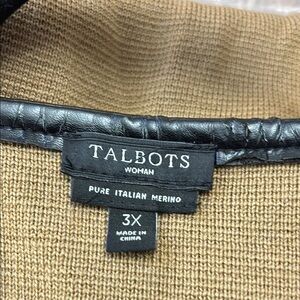 TALBOTS
WOMAN
PURE ITALIAN MERINO
3X
MADE IN
CHINA